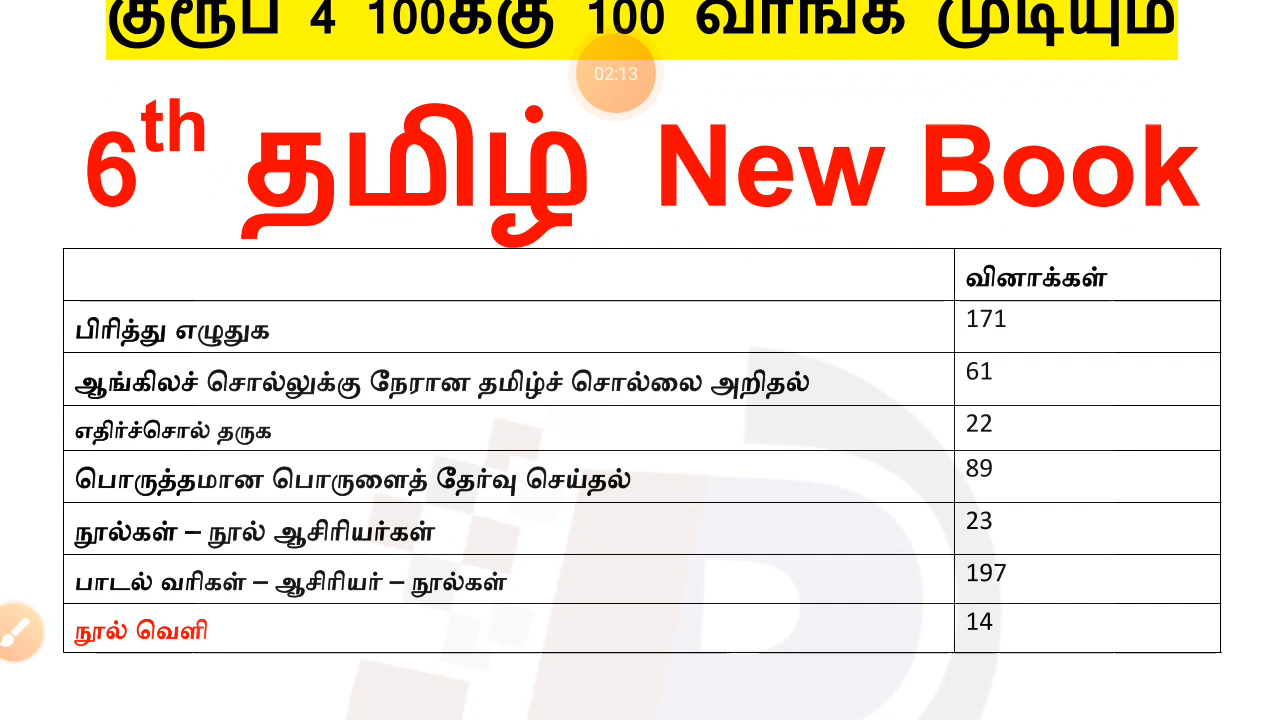 குரூப் 4 100க்கு 100 வாங்க முடியும்
02:13
6th தமிழ் New Book
வினாக்கள்
பிரித்து எழுதுக 171
ஆங்கிலச் சொல்லுக்கு நேரான தமிழ்ச் சொல்லை அறிதல் 61
எதிர்ச்சொல் தருக 22
பொருத்தமான பொருளைத் தேர்வு செய்தல் 89
நூல்கள் – நூல் ஆசிரியர்கள் 23
பாடல் வரிகள் – ஆசிரியர் – நூல்கள் 197
நூல் வெளி 14